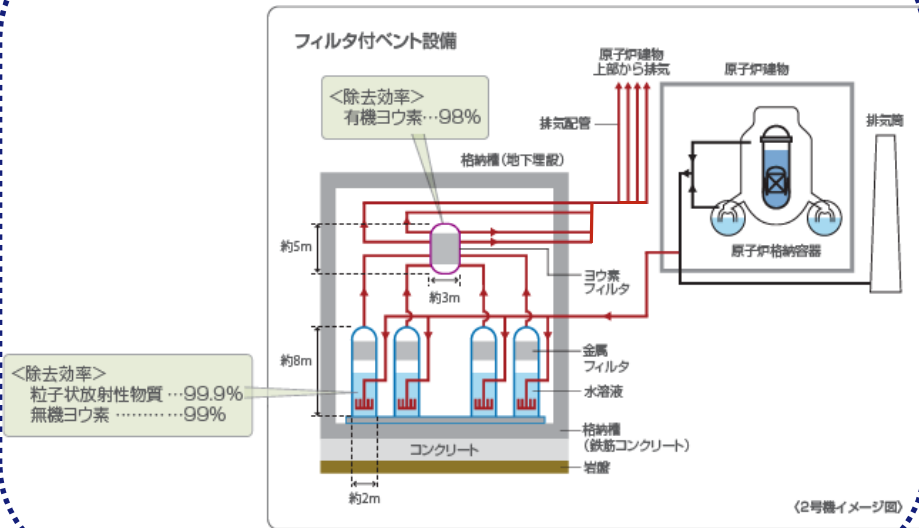 フィルタ付ベント設備
原子炉建物
上部から排気
原子炉建物
<除去効率>
有機ヨウ素…98%
排気配管
排気筒
格納槽(地下埋設)
約5m
原子炉格納容器
ヨウ素
フィルタ
約3m
約8m
金属
フィルタ
<除去効率>
粒子状放射性物質…99.9%
無機ヨウ素…………99%
水溶液
格納槽
(鉄筋コンクリート)
コンクリート
岩盤
約2m
〈2号機イメージ図〉